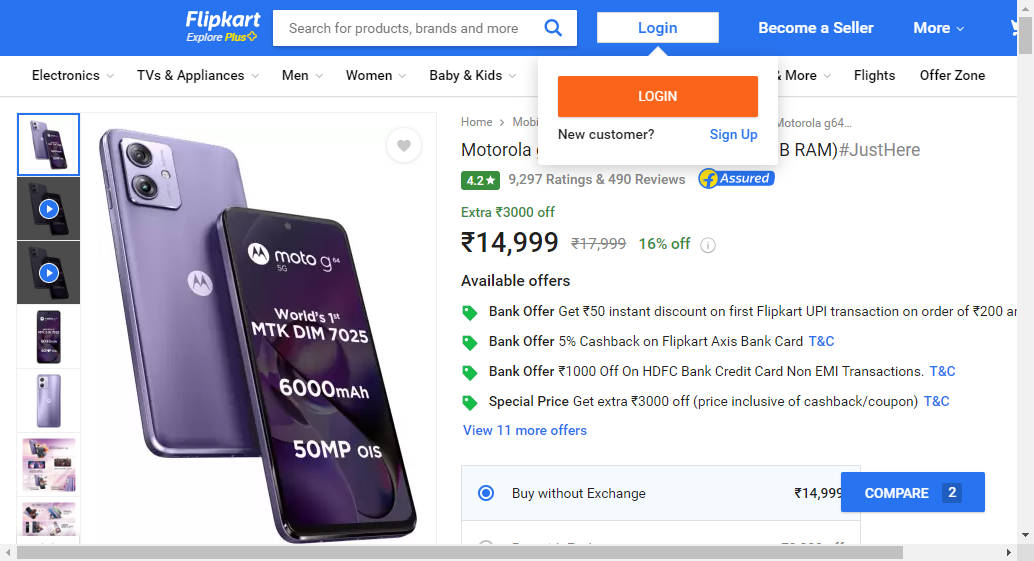 Flipkart
Explore Plus
Search for products, brands and more
Login
Become a Seller
More
Electronics
TVs & Appliances
Men
Women
Baby & Kids
& More
Flights
Offer Zone
LOGIN
New customer?
Sign Up
Home
Mobi
Motorola g64...
Motorola
B RAM)#JustHere
4.2★ 9,297 Ratings & 490 Reviews
Assured
Extra ₹3000 off
₹14,999 ₹17,999 16% off
Available offers
Bank Offer Get ₹50 instant discount on first Flipkart UPI transaction on order of ₹200 an
Bank Offer 5% Cashback on Flipkart Axis Bank Card T&C
Bank Offer ₹1000 Off On HDFC Bank Credit Card Non EMI Transactions. T&C
Special Price Get extra ₹3000 off (price inclusive of cashback/coupon) T&C
View 11 more offers
Buy without Exchange
₹14,999
COMPARE 2
moto g64
5G
World's 1st
MTK DIM 7025
6000mAh
50MP OIS